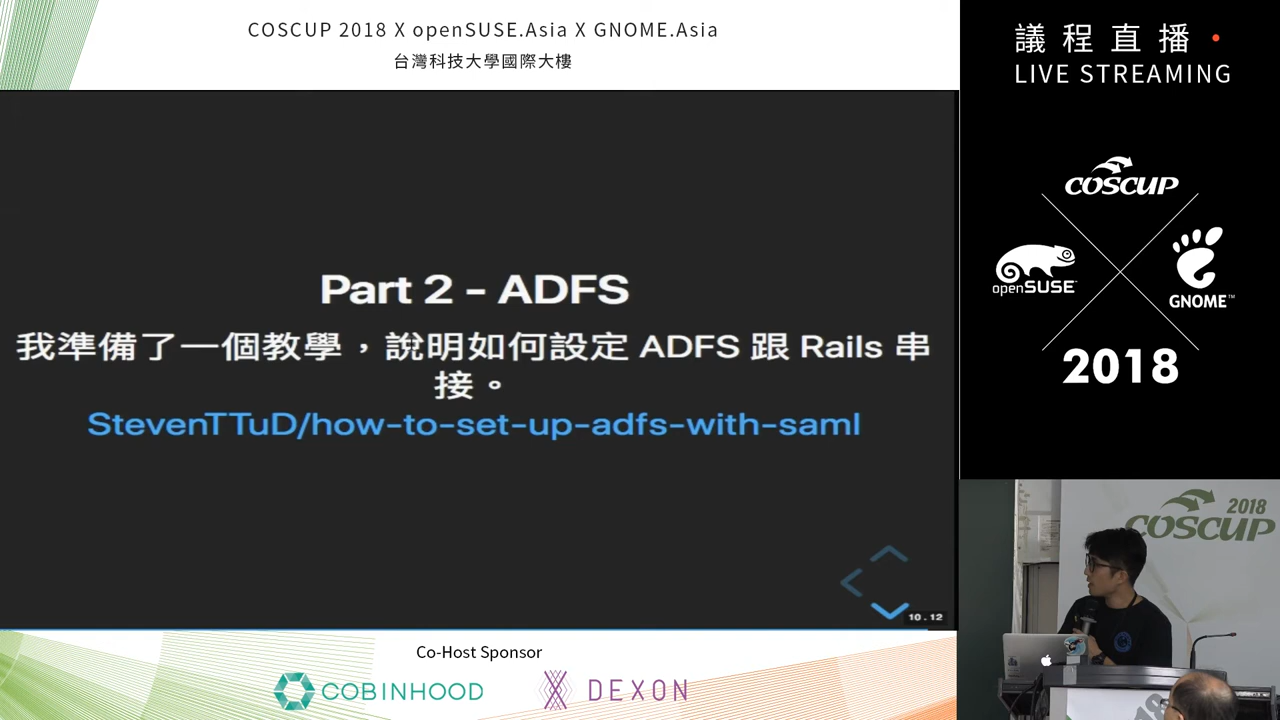 COSCUP 2018 X openSUSE.Asia X GNOME.Asia
台灣科技大學國際大樓
議程直播
LIVE STREAMING
COSCUP
openSUSE
GNOME™
2018
Part 2 - ADFS
我準備了一個教學，說明如何設定 ADFS 跟 Rails 串
接。
StevenTTuD/how-to-set-up-adfs-with-saml
10.12
2018
COSCUP
Co-Host Sponsor
COBINHOOD
DEXON